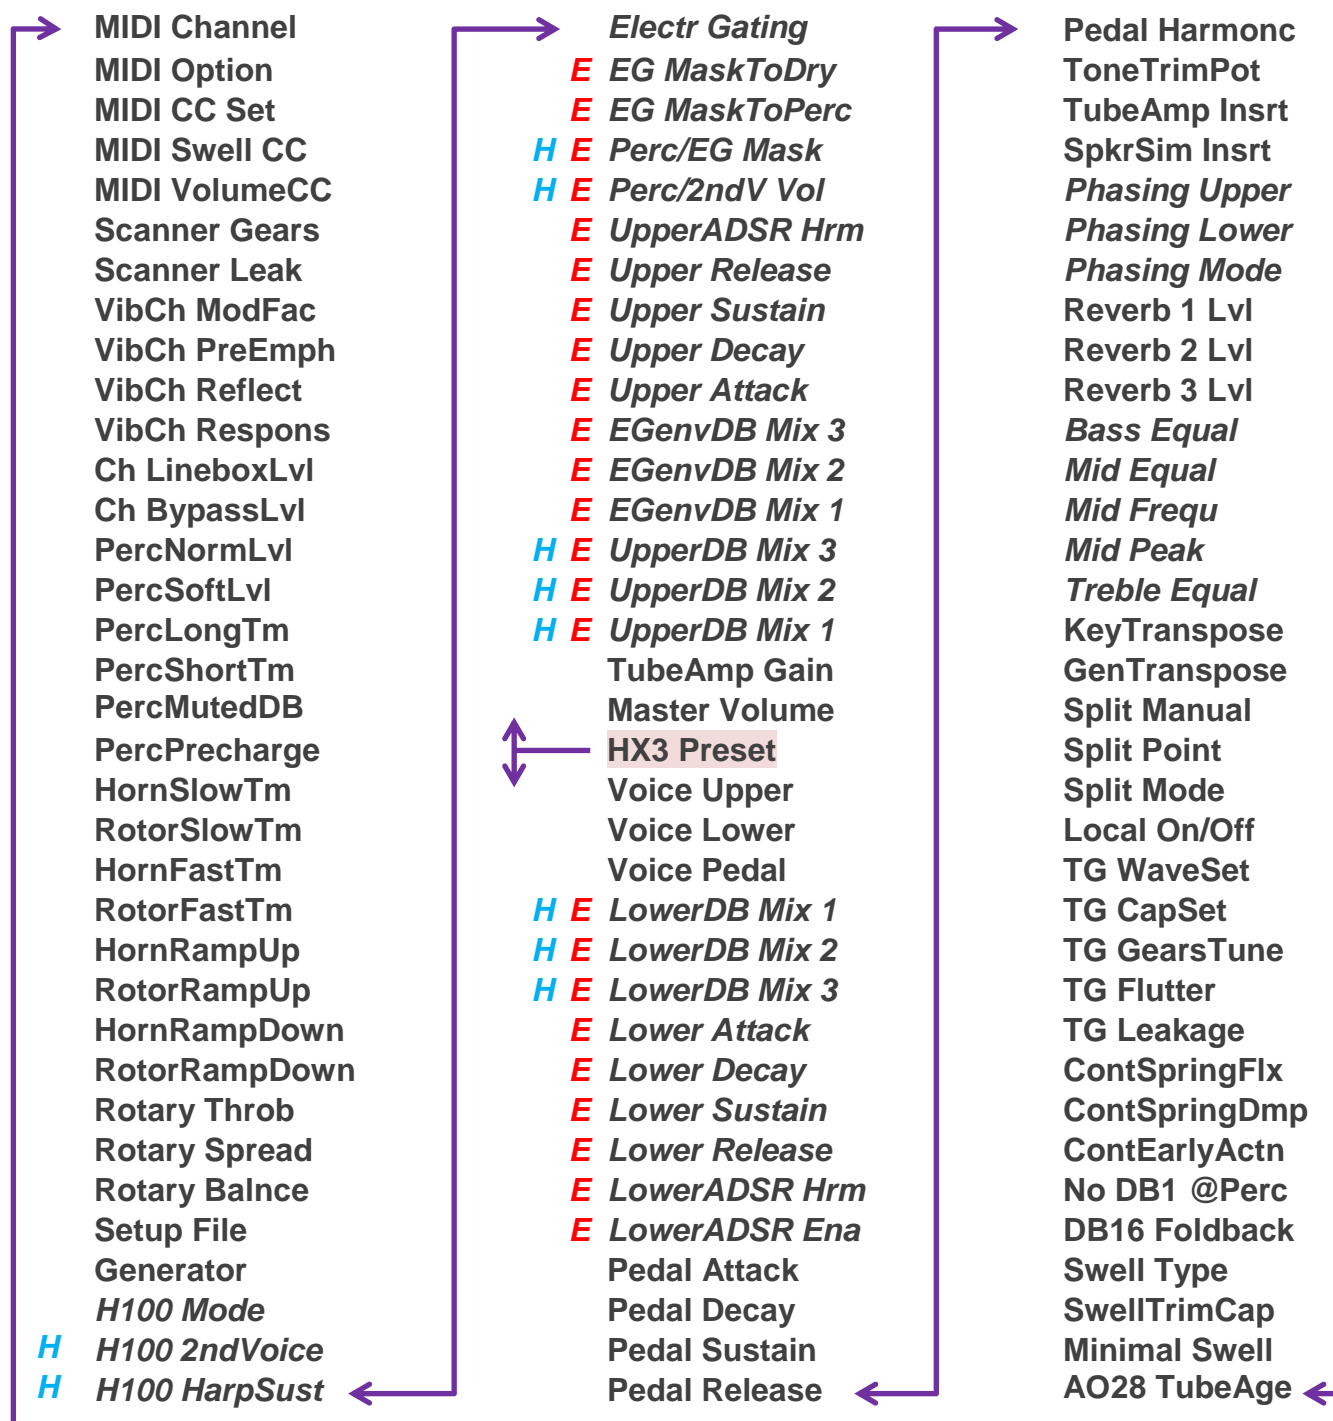 MIDI Channel
MIDI Option
MIDI CC Set
MIDI Swell CC
MIDI VolumeCC
Scanner Gears
Scanner Leak
VibCh ModFac
VibCh PreEmph
VibCh Reflect
VibCh Respons
Ch LineboxLvl
Ch BypassLvl
PercNormLvl
PercSoftLvl
PercLongTm
PercShortTm
PercMutedDB
PercPrecharge
HornSlowTm
RotorSlowTm
HornFastTm
RotorFastTm
HornRampUp
RotorRampUp
HornRampDown
RotorRampDown
Rotary Throb
Rotary Spread
Rotary Balnce
Setup File
Generator
H100 Mode
H H100 2ndVoice
H H100 HarpSust
Electr Gating
E EG MaskToDry
E EG MaskToPerc
H E Perc/EG Mask
H E Perc/2ndV Vol
E UpperADSR Hrm
E Upper Release
E Upper Sustain
E Upper Decay
E Upper Attack
E EGenvDB Mix 3
E EGenvDB Mix 2
E EGenvDB Mix 1
H E UpperDB Mix 3
H E UpperDB Mix 2
H E UpperDB Mix 1
TubeAmp Gain
Master Volume
HX3 Preset
Voice Upper
Voice Lower
Voice Pedal
H E LowerDB Mix 1
H E LowerDB Mix 2
H E LowerDB Mix 3
E Lower Attack
E Lower Decay
E Lower Sustain
E Lower Release
E LowerADSR Hrm
E LowerADSR Ena
Pedal Attack
Pedal Decay
Pedal Sustain
Pedal Release
Pedal Harmonc
ToneTrimPot
TubeAmp Insrt
SpkrSim Insrt
Phasing Upper
Phasing Lower
Phasing Mode
Reverb 1 Lvl
Reverb 2 Lvl
Reverb 3 Lvl
Bass Equal
Mid Equal
Mid Frequ
Mid Peak
Treble Equal
KeyTranspose
GenTranspose
Split Manual
Split Point
Split Mode
Local On/Off
TG WaveSet
TG CapSet
TG GearsTune
TG Flutter
TG Leakage
ContSpringFlx
ContSpringDmp
ContEarlyActn
No DB1 @Perc
DB16 Foldback
Swell Type
SwellTrimCap
Minimal Swell
AO28 TubeAge